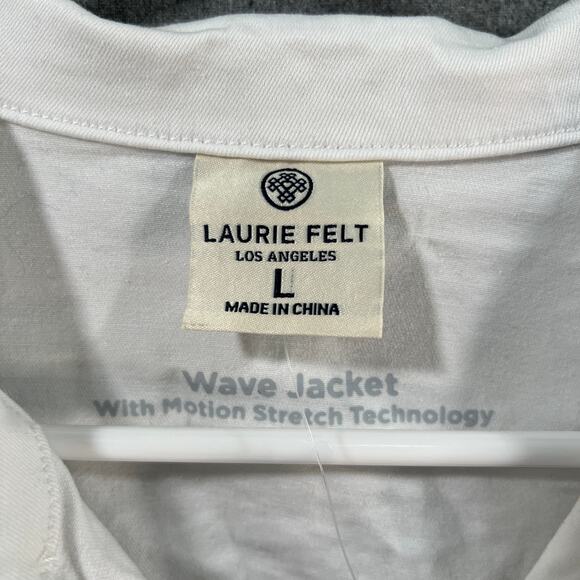 LAURIE FELT
LOS ANGELES
L
MADE IN CHINA
Wave Jacket
With Motion Stretch Technology